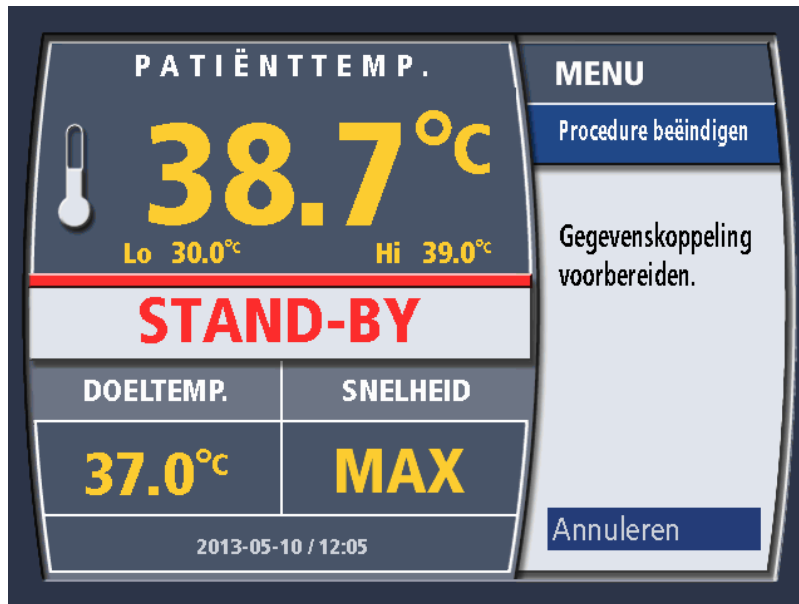 PATIËNTTEMP.
38.7°C
Lo 30.0°C Hi 39.0°C
STAND-BY
DOELTEMP. SNELHEID
37.0°C MAX
2013-05-10 / 12:05
MENU
Procedure beëindigen
Gegevenskoppeling
voorbereiden.
Annuleren